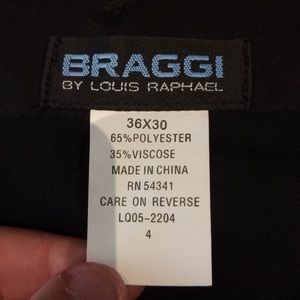 BRAGGI
BY LOUIS RAPHAEL
36X30
65%POLYESTER
35%VISCOSE
MADE IN CHINA
RN 54341
CARE ON REVERSE
LQ05-2204
4